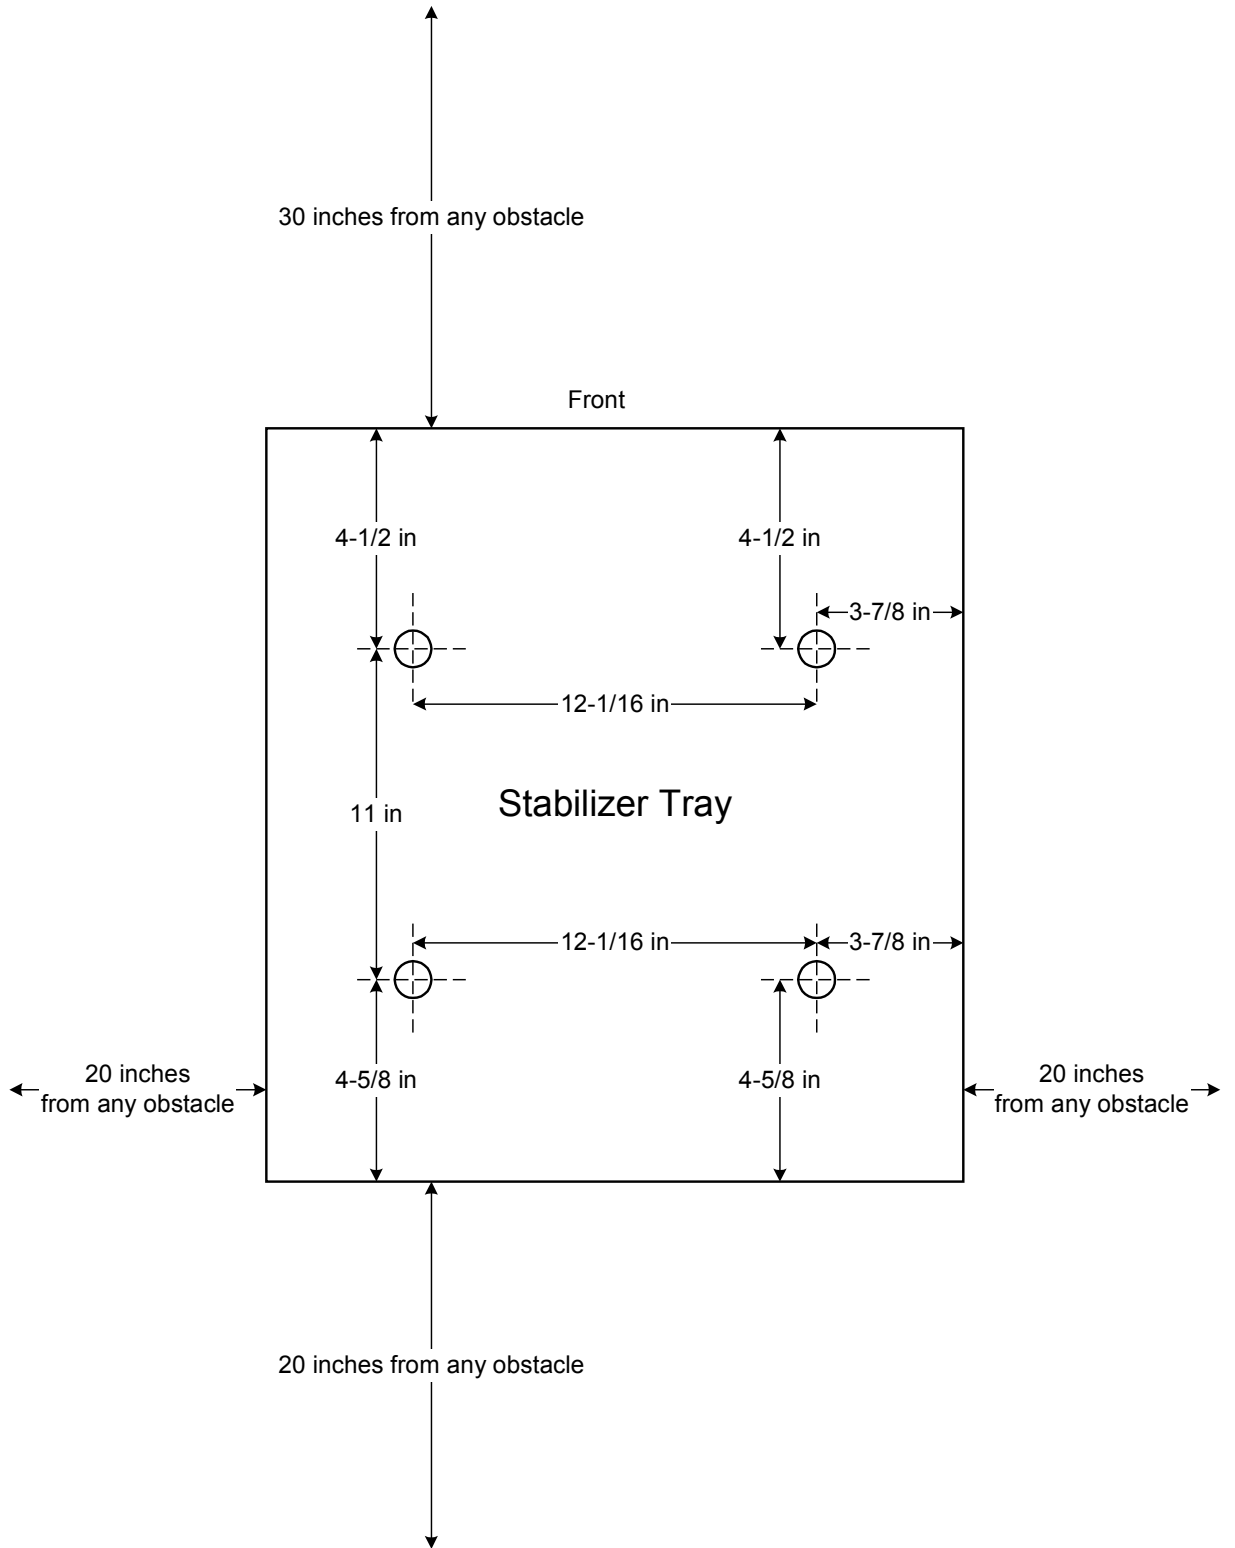 30 inches from any obstacle
Front
4-1/2 in
4-1/2 in
3-7/8 in
12-1/16 in
11 in
Stabilizer Tray
12-1/16 in
3-7/8 in
4-5/8 in
4-5/8 in
20 inches
from any obstacle
20 inches
from any obstacle
20 inches from any obstacle